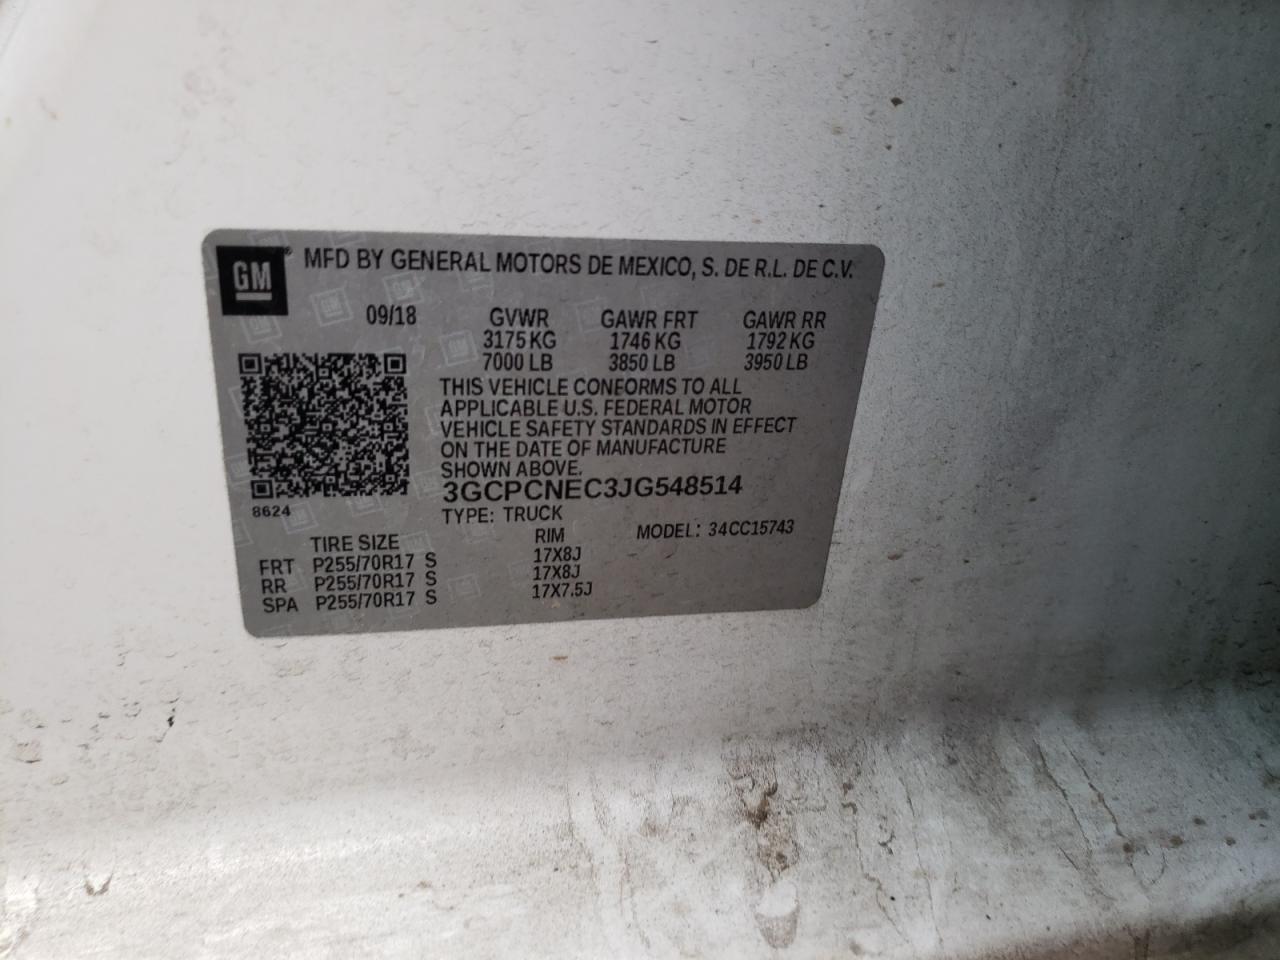 GM® MFD BY GENERAL MOTORS DE MEXICO, S. DE R.L. DE C.V.
09/18 GVWR GAWR FRT GAWR RR
3175 KG 1746 KG 1792 KG
7000 LB 3850 LB 3950 LB
THIS VEHICLE CONFORMS TO ALL
APPLICABLE U.S. FEDERAL MOTOR
VEHICLE SAFETY STANDARDS IN EFFECT
ON THE DATE OF MANUFACTURE
SHOWN ABOVE.
3GCPCNEC3JG548514
8624
TYPE: TRUCK MODEL: 34CC15743
TIRE SIZE RIM
FRT P255/70R17 S 17X8J
RR P255/70R17 S 17X8J
SPA P255/70R17 S 17X7.5J